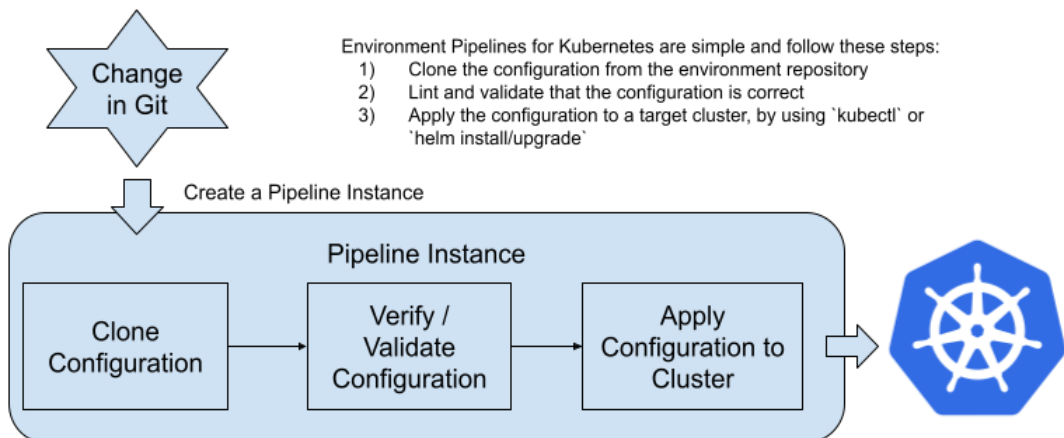 Change
in Git
Environment Pipelines for Kubernetes are simple and follow these steps:
1) Clone the configuration from the environment repository
2) Lint and validate that the configuration is correct
3) Apply the configuration to a target cluster, by using `kubectl` or
`helm install/upgrade`
Create a Pipeline Instance
Pipeline Instance
Clone
Configuration
Verify /
Validate
Configuration
Apply
Configuration to
Cluster